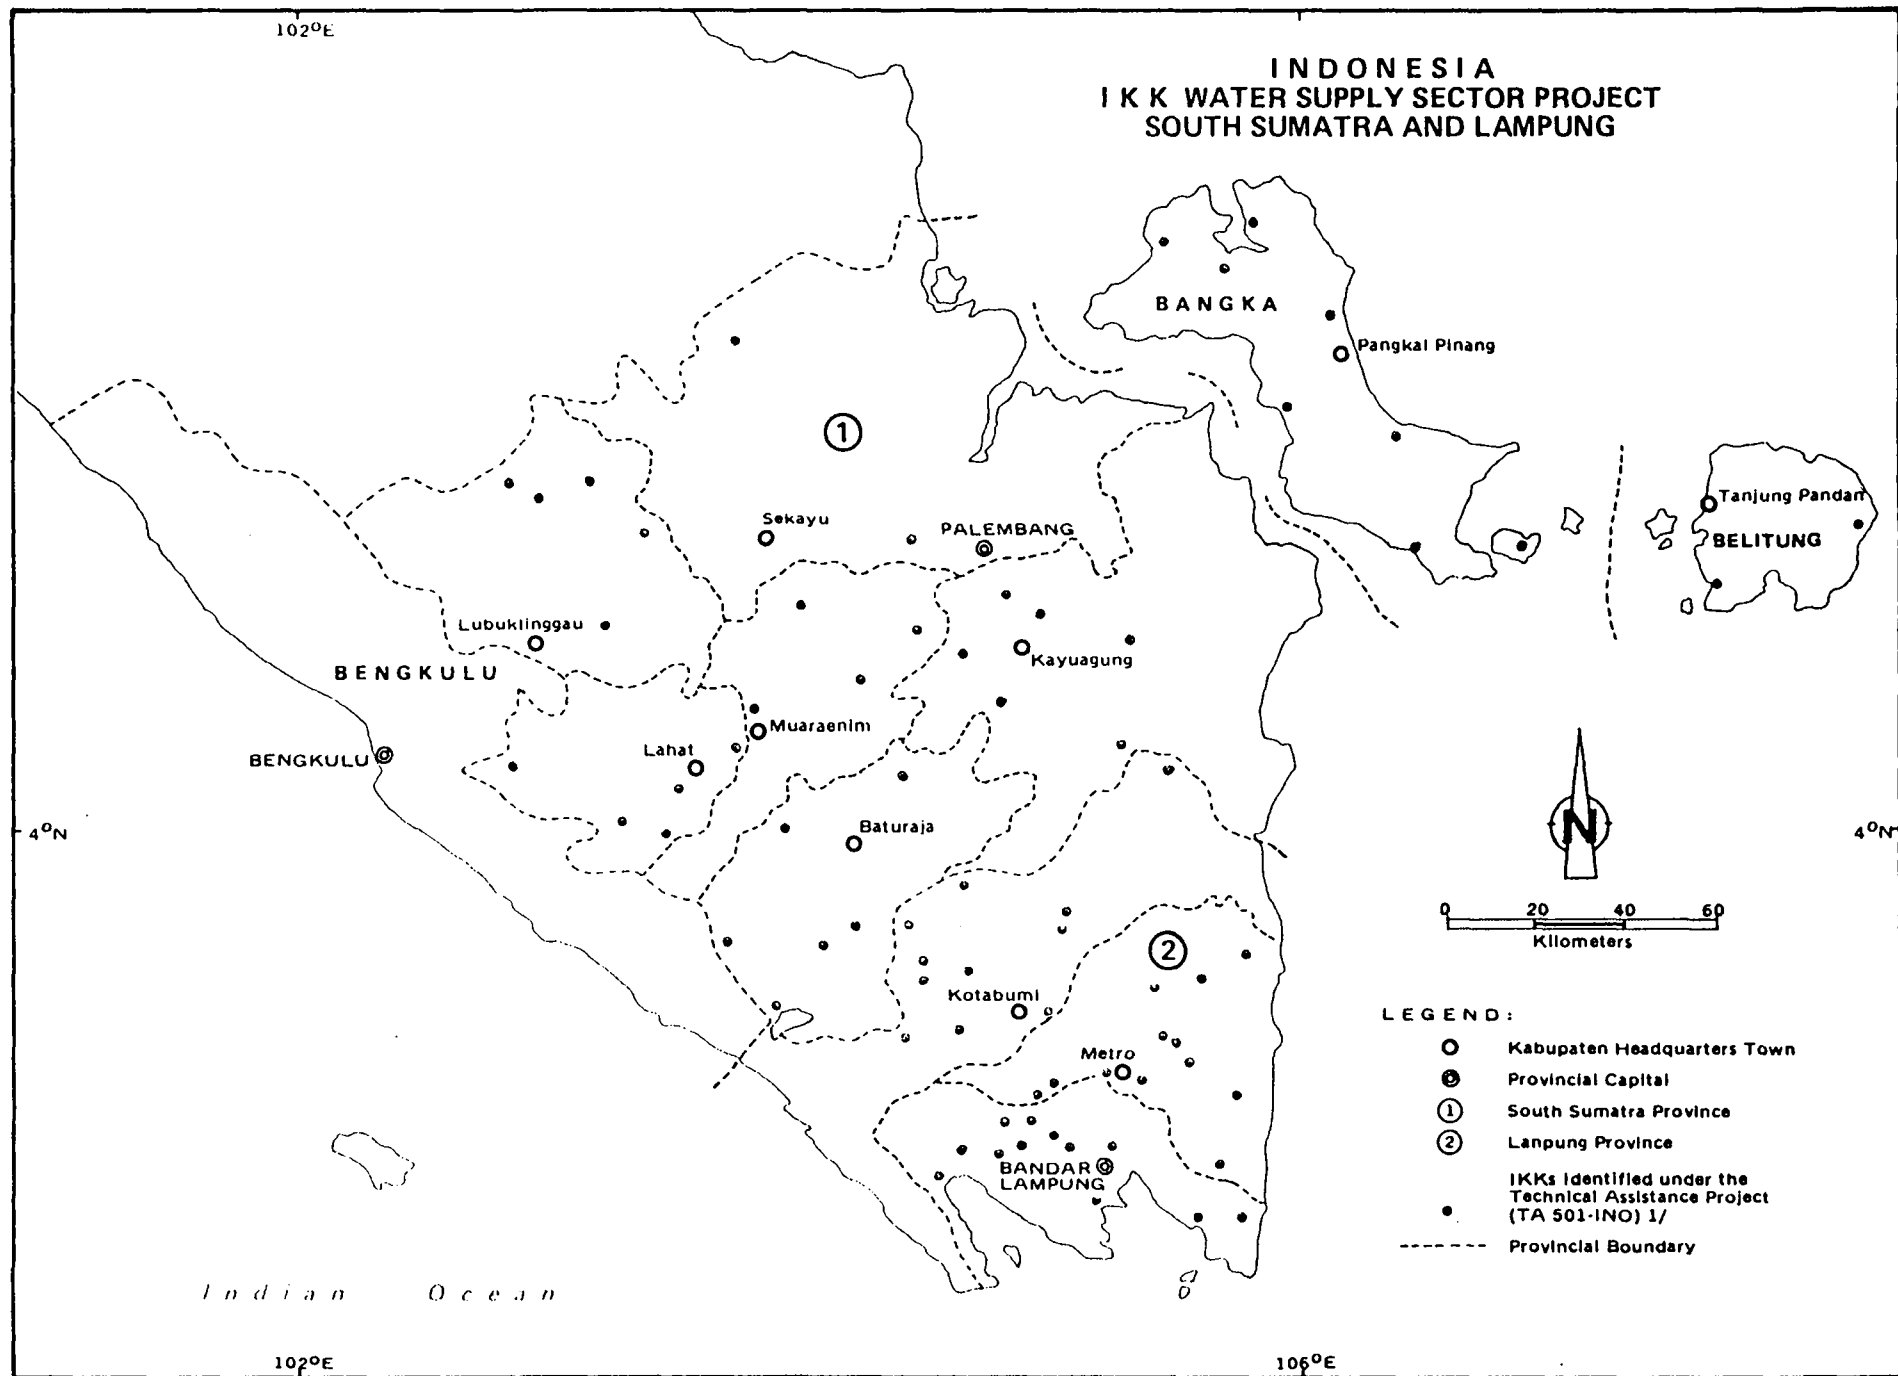 102°E
INDONESIA
I K K WATER SUPPLY SECTOR PROJECT
SOUTH SUMATRA AND LAMPUNG
BANGKA
Pangkal Pinang
1
Sekayu
PALEMBANG
Tanjung Pandan
BELITUNG
Lubuklinggau
BENGKULU
Kayuagung
Muaraenim
Lahat
BENGKULU
Baturaja
4°N
4°N
N
0 20 40 60
Kilometers
2
Kotabumi
Metro
BANDAR
LAMPUNG
LEGEND:
Kabupaten Headquarters Town
Provincial Capital
1 South Sumatra Province
2 Lanpung Province
IKKs Identified under the
Technical Assistance Project
(TA 501-INO) 1/
Provincial Boundary
Indian Ocean
102°E
106°E